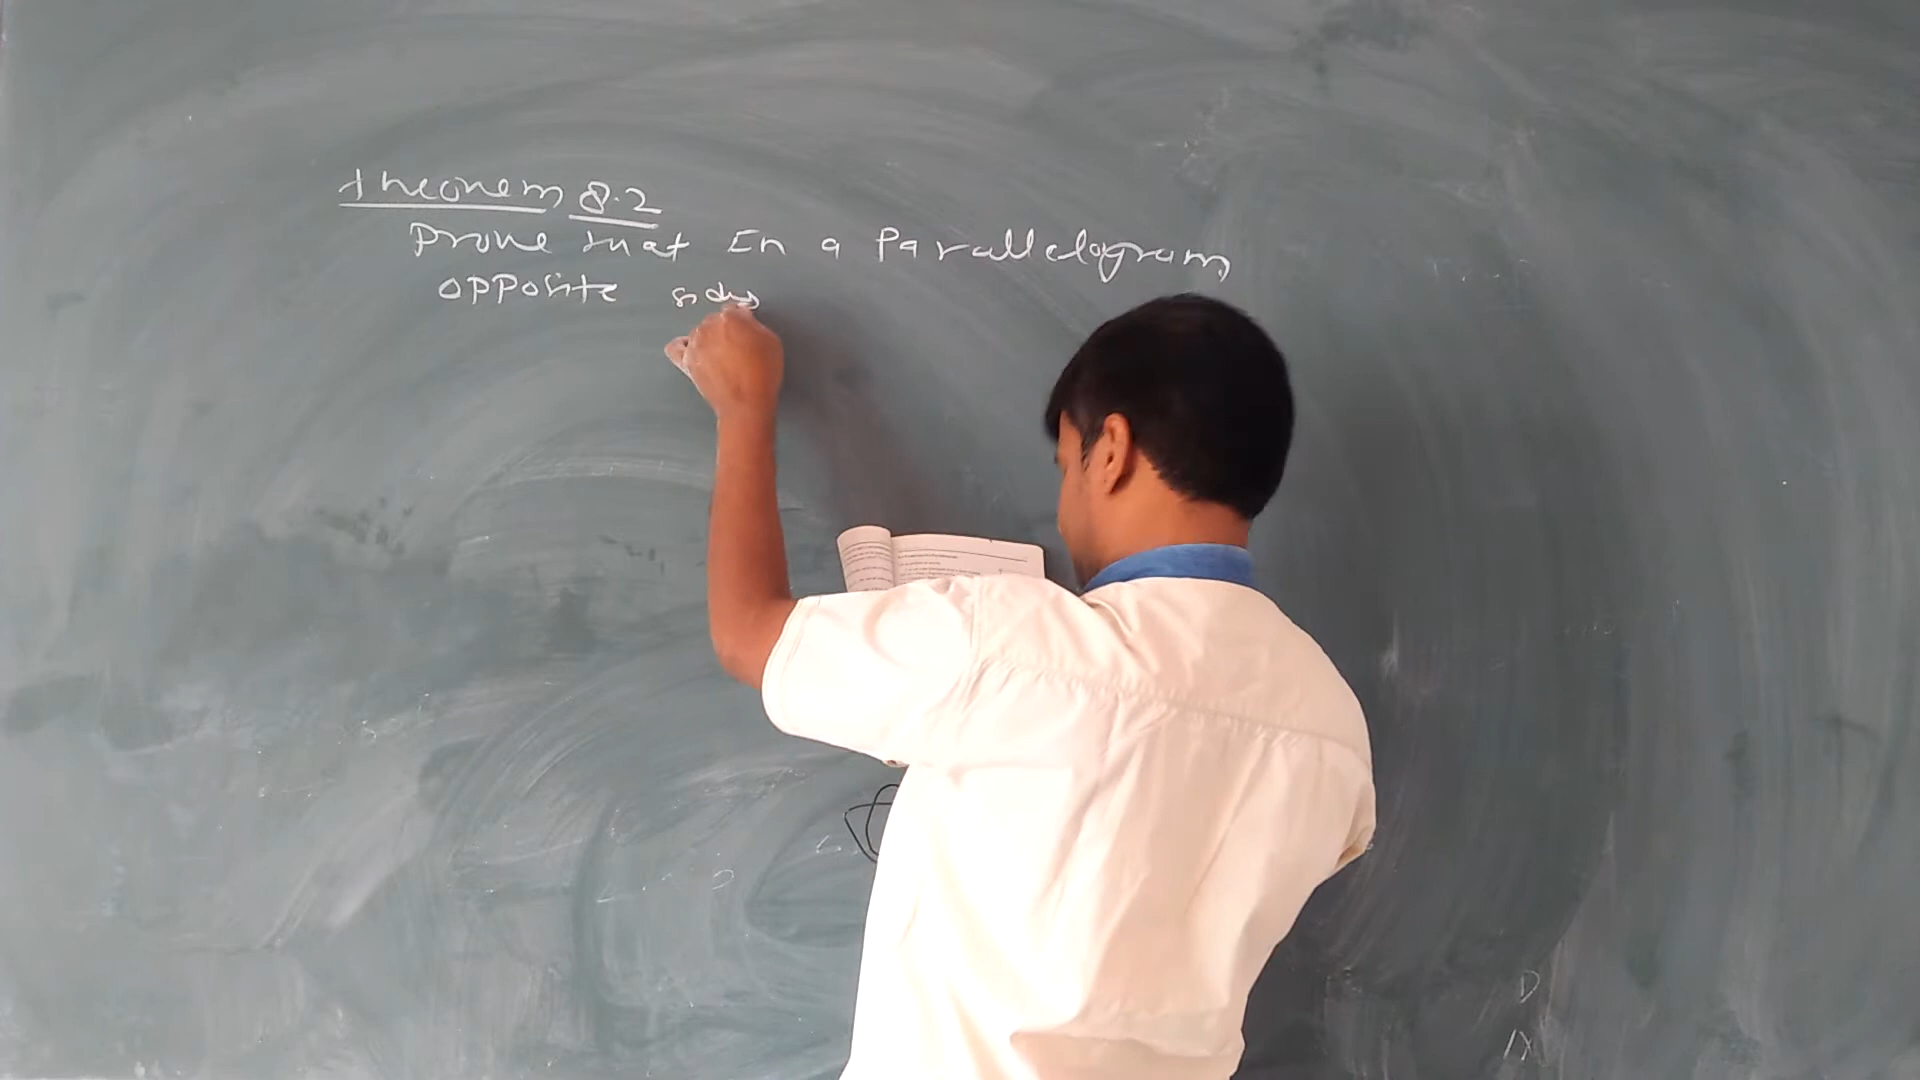 Theorem 8.2
Prove that In a Parallelogram,
opposite sides
D
A